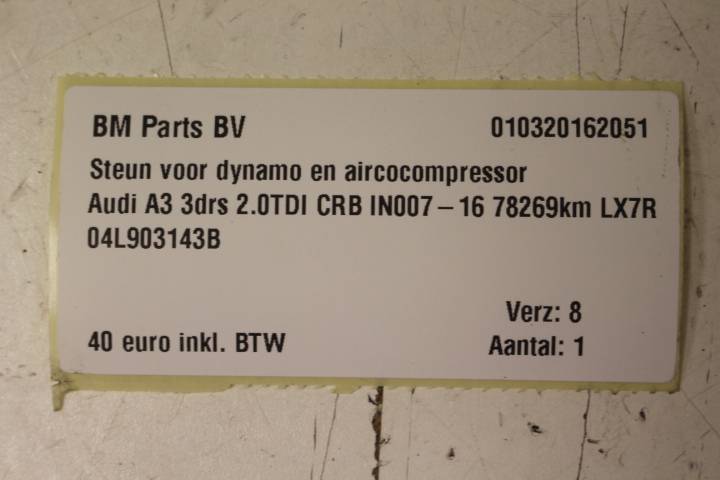 BM Parts BV 010320162051
Steun voor dynamo en aircocompressor
Audi A3 3drs 2.0TDI CRB IN007-16 78269km LX7R
04L903143B
Verz: 8
40 euro inkl. BTW Aantal: 1